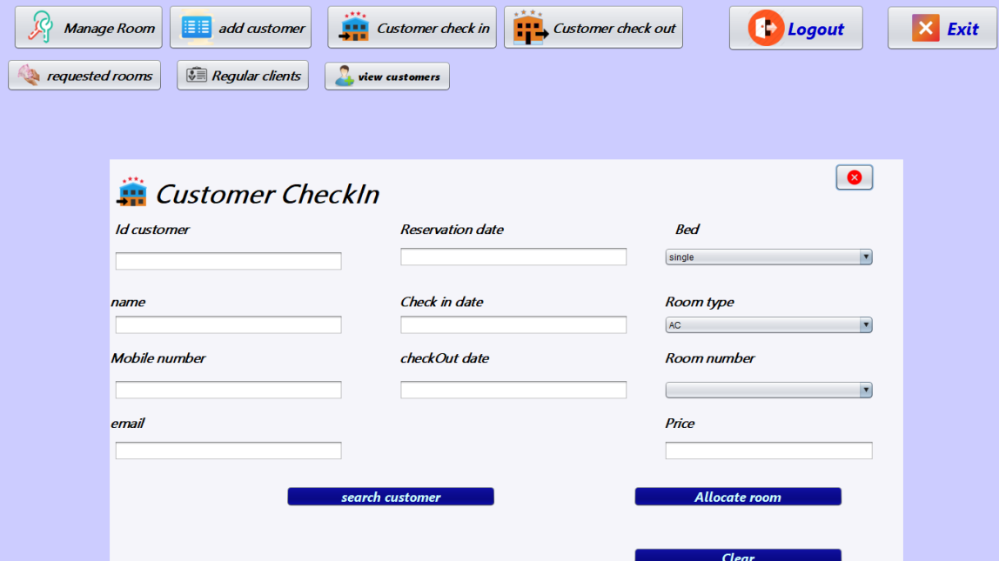 Manage Room
add customer
Customer check in
Customer check out
Logout
Exit
requested rooms
Regular clients
view customers
Customer CheckIn
Id customer
Reservation date
Bed
single
name
Check in date
Room type
AC
Mobile number
checkOut date
Room number
email
Price
search customer
Allocate room
Clear